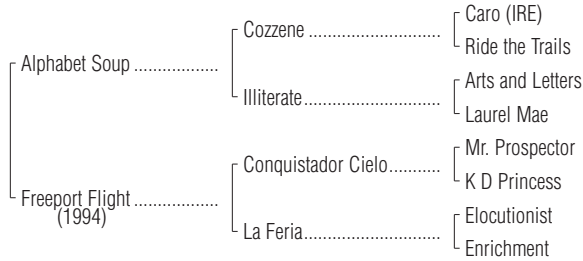 Caro (IRE)
Cozzene ..............................
Ride the Trails
Alphabet Soup ...................
Arts and Letters
Illiterate ...............................
Laurel Mae
Mr. Prospector
Conquistador Cielo ............
K D Princess
Freeport Flight ...................
(1994)
Elocutionist
La Feria ...............................
Enrichment